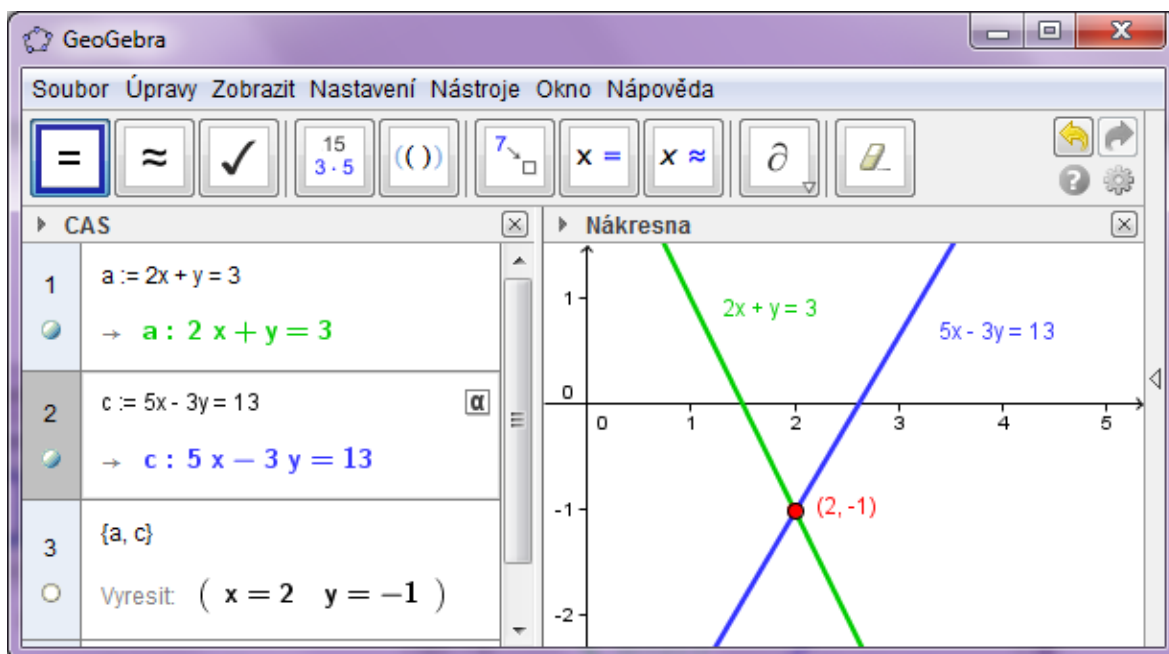 GeoGebra
Soubor Úpravy Zobrazit Nastavení Nástroje Okno Nápověda
= ≈ ✓ 15 3 · 5 (( )) 7 x = x ≈ ∂
CAS
1
a := 2x + y = 3
→ a : 2 x + y = 3
2
c := 5x - 3y = 13
α
→ c : 5 x − 3 y = 13
3
{a, c}
Vyresit: ( x = 2 y = −1 )
Nákresna
1
0
-1
-2
0 1 2 3 4 5
2x + y = 3
5x - 3y = 13
(2, -1)